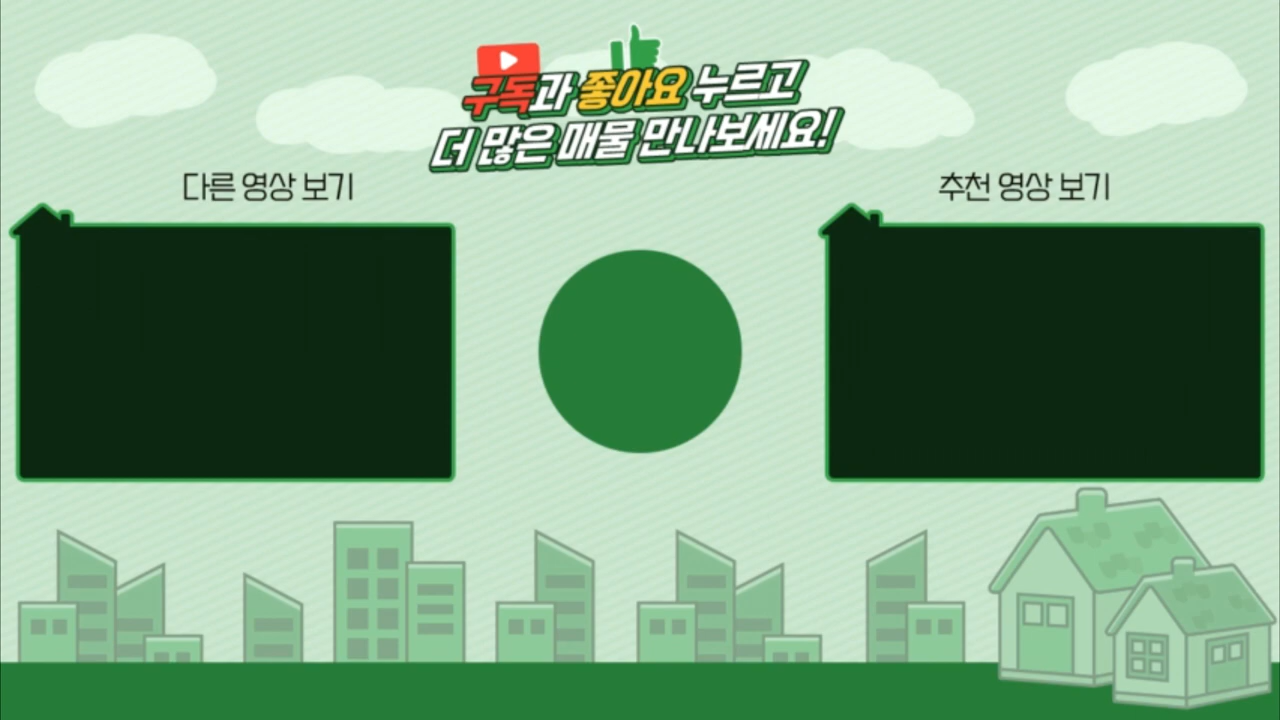 구독과 좋아요 누르고
더 많은 매물 만나보세요!
다른 영상 보기
추천 영상 보기